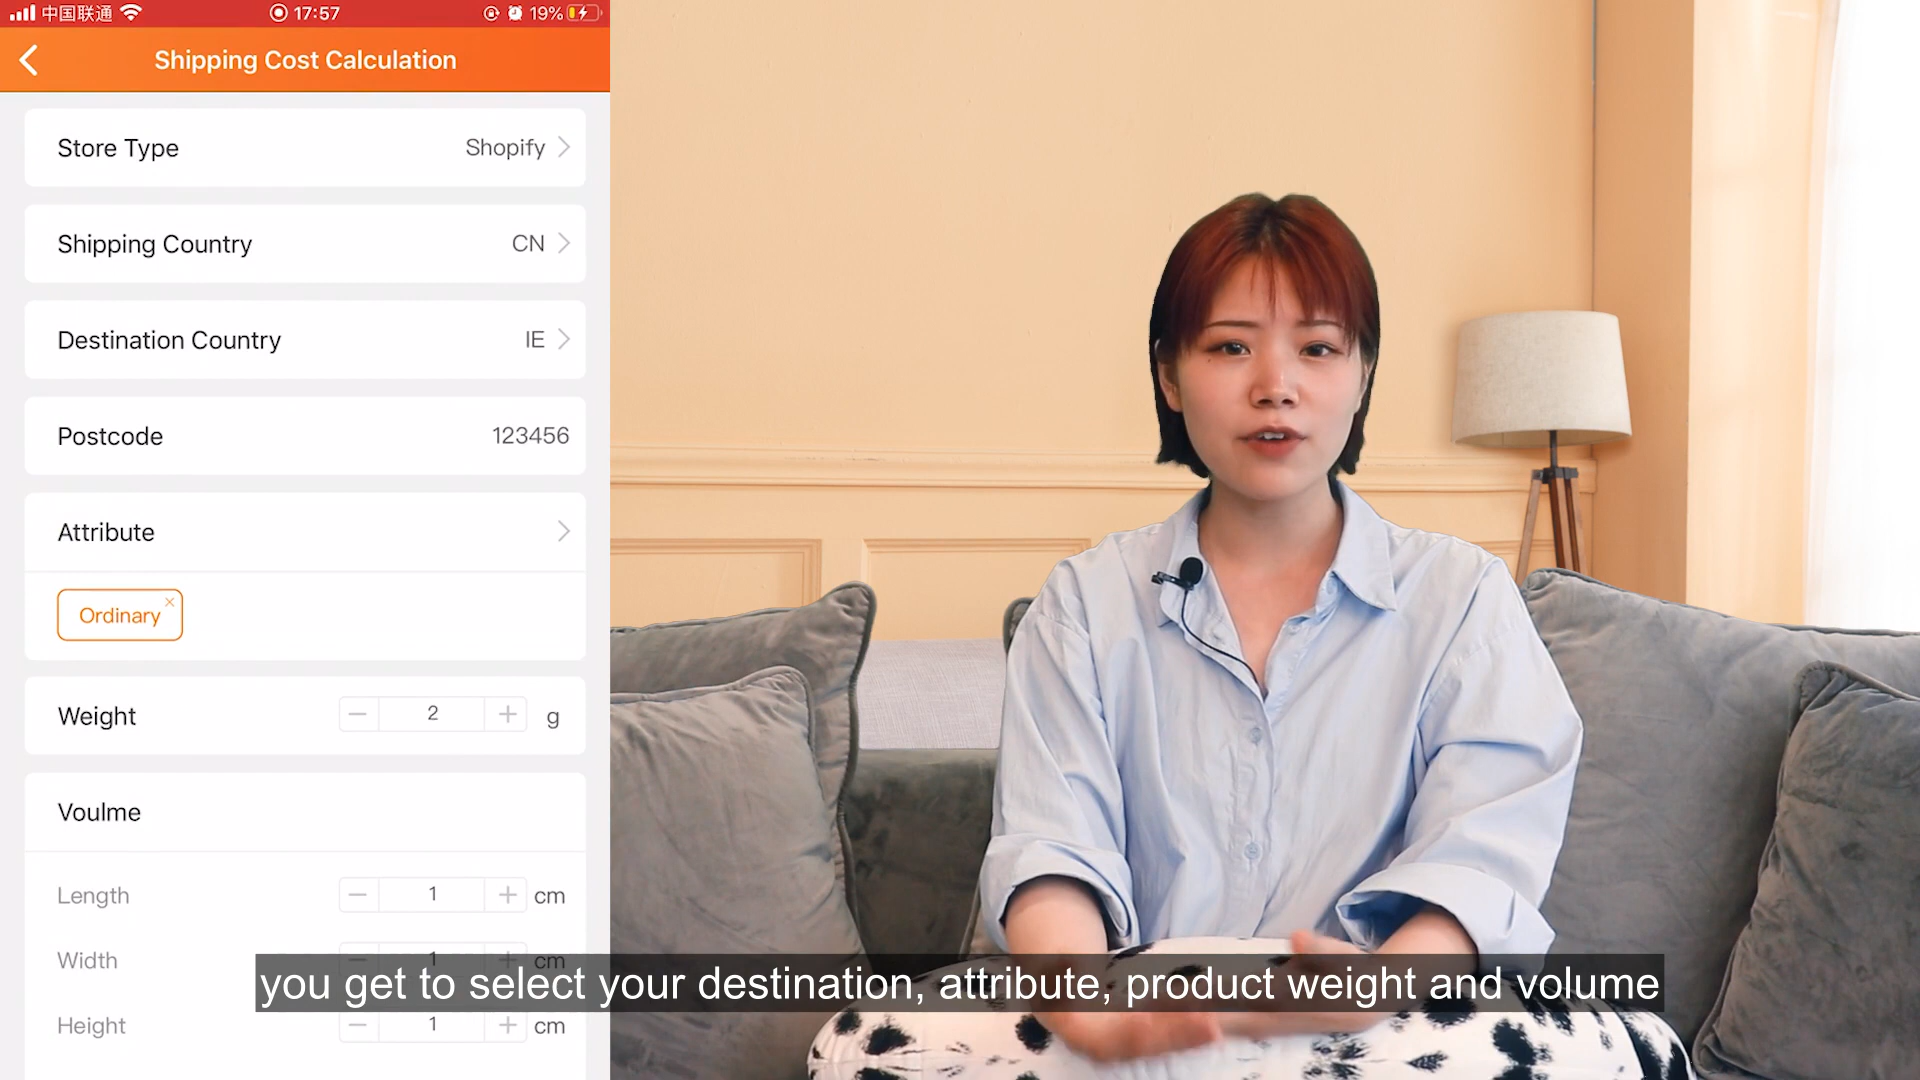 中国联通 17:57 19%
Shipping Cost Calculation
Store Type Shopify
Shipping Country CN
Destination Country IE
Postcode 123456
Attribute
Ordinary
Weight 2 g
Voulme
Length 1 cm
Width 1 cm
you get to select your destination, attribute, product weight and volume
Height 1 cm